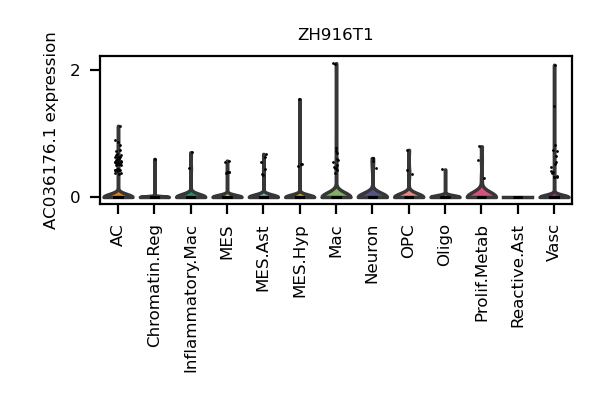 ZH916T1
AC036176.1 expression
2
0
AC
Chromatin.Reg
Inflammatory.Mac
MES
MES.Ast
MES.Hyp
Mac
Neuron
OPC
Oligo
Prolif.Metab
Reactive.Ast
Vasc